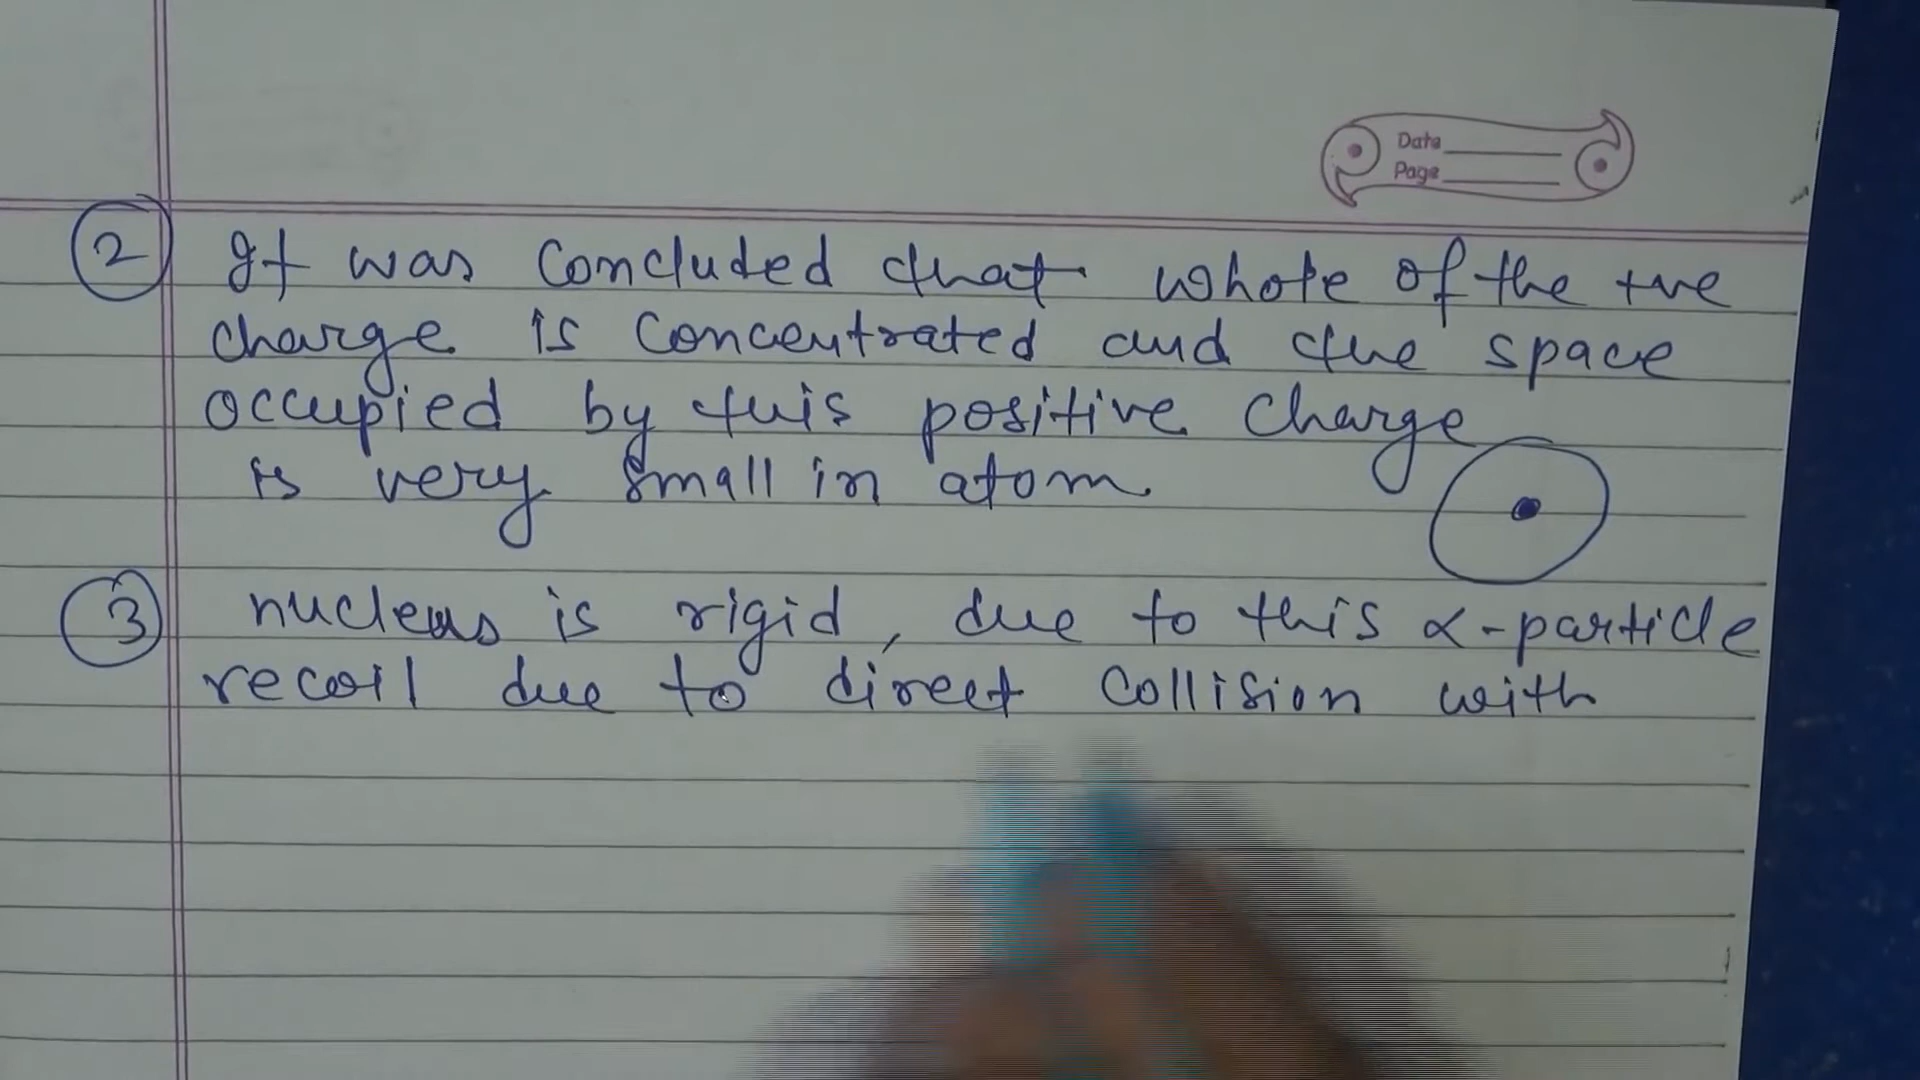 Data
Page
2 It was concluded that whole of the +ve
charge is concentrated and the space
occupied by this positive charge
is very small in atom.
3 nucleus is rigid, due to this α-particle
recoil due to direct collision with